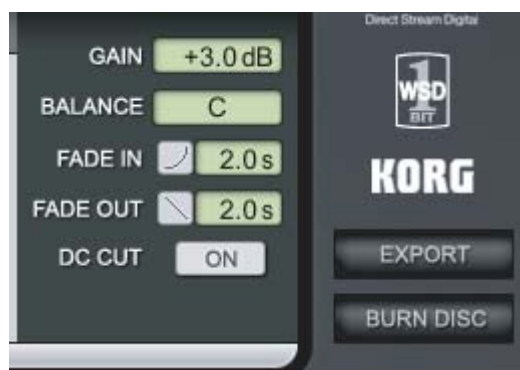 GAIN +3.0 dB
BALANCE C
FADE IN 2.0 s
FADE OUT 2.0 s
DC CUT ON
Direct Stream Digital
1
WSD
BIT
KORG
EXPORT
BURN DISC